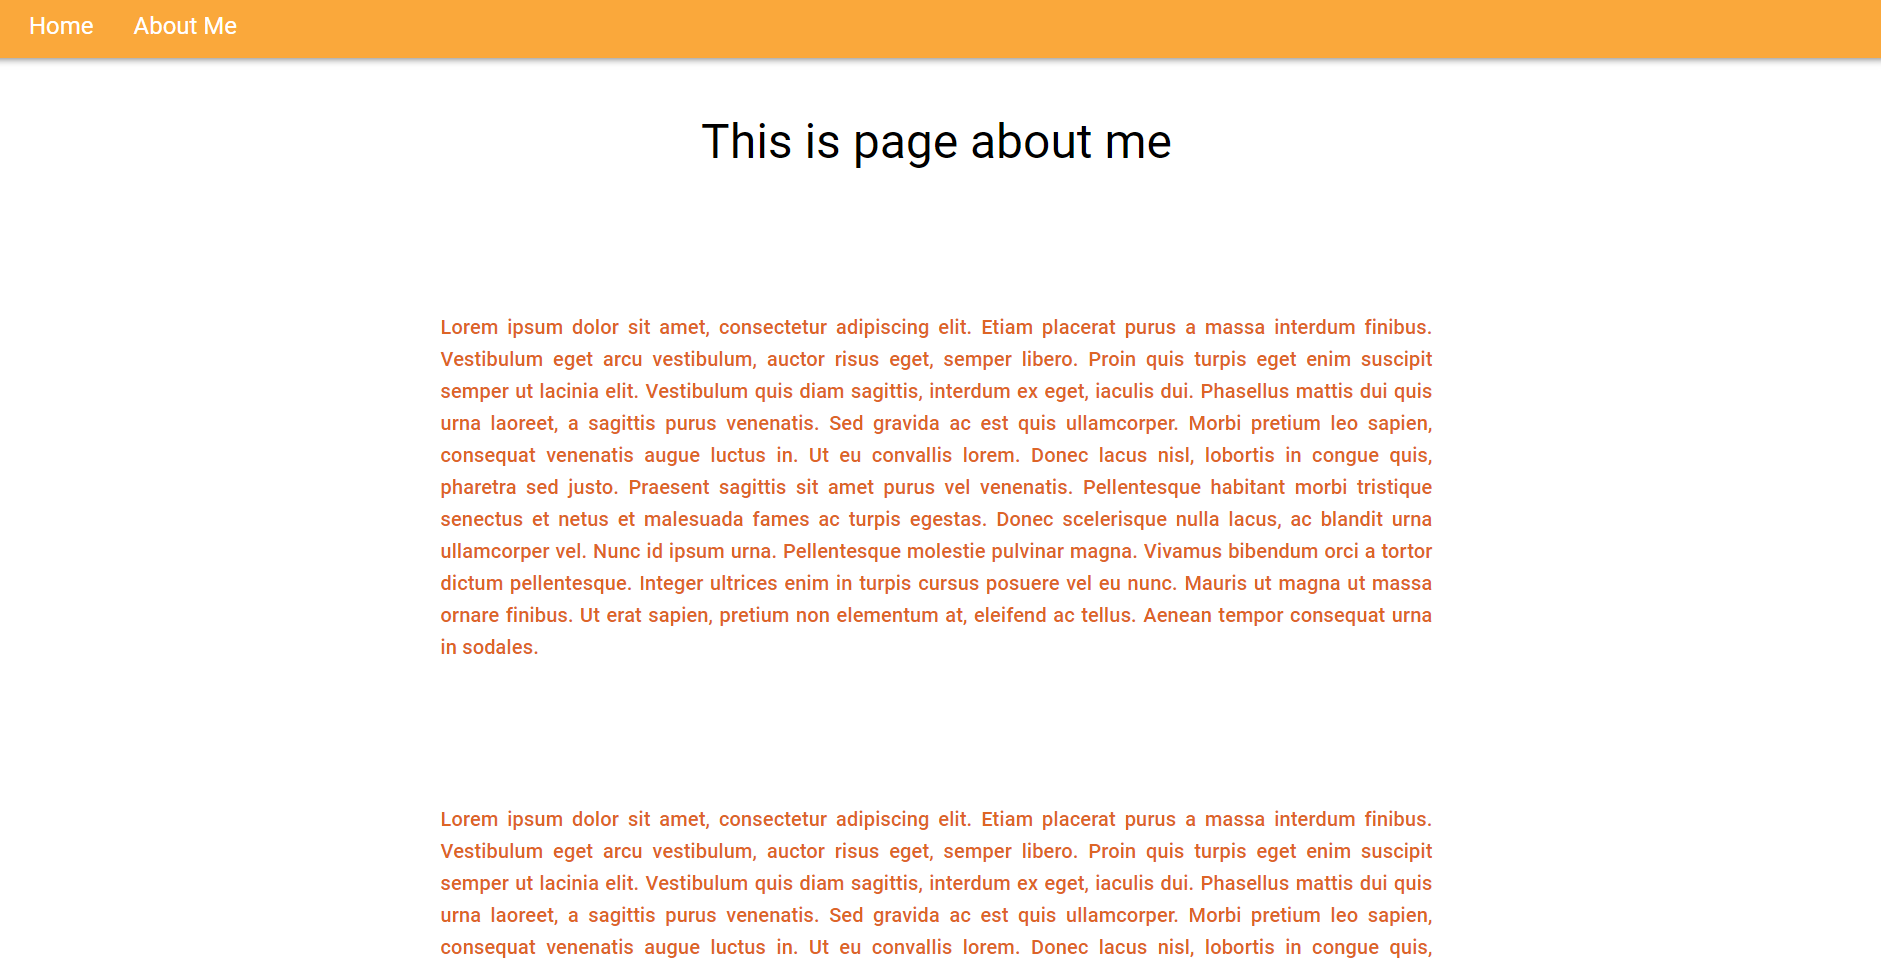 Home About Me
This is page about me
Lorem ipsum dolor sit amet, consectetur adipiscing elit. Etiam placerat purus a massa interdum finibus.
Vestibulum eget arcu vestibulum, auctor risus eget, semper libero. Proin quis turpis eget enim suscipit
semper ut lacinia elit. Vestibulum quis diam sagittis, interdum ex eget, iaculis dui. Phasellus mattis dui quis
urna laoreet, a sagittis purus venenatis. Sed gravida ac est quis ullamcorper. Morbi pretium leo sapien,
consequat venenatis augue luctus in. Ut eu convallis lorem. Donec lacus nisl, lobortis in congue quis,
pharetra sed justo. Praesent sagittis sit amet purus vel venenatis. Pellentesque habitant morbi tristique
senectus et netus et malesuada fames ac turpis egestas. Donec scelerisque nulla lacus, ac blandit urna
ullamcorper vel. Nunc id ipsum urna. Pellentesque molestie pulvinar magna. Vivamus bibendum orci a tortor
dictum pellentesque. Integer ultrices enim in turpis cursus posuere vel eu nunc. Mauris ut magna ut massa
ornare finibus. Ut erat sapien, pretium non elementum at, eleifend ac tellus. Aenean tempor consequat urna
in sodales.
Lorem ipsum dolor sit amet, consectetur adipiscing elit. Etiam placerat purus a massa interdum finibus.
Vestibulum eget arcu vestibulum, auctor risus eget, semper libero. Proin quis turpis eget enim suscipit
semper ut lacinia elit. Vestibulum quis diam sagittis, interdum ex eget, iaculis dui. Phasellus mattis dui quis
urna laoreet, a sagittis purus venenatis. Sed gravida ac est quis ullamcorper. Morbi pretium leo sapien,
consequat venenatis augue luctus in. Ut eu convallis lorem. Donec lacus nisl, lobortis in congue quis,